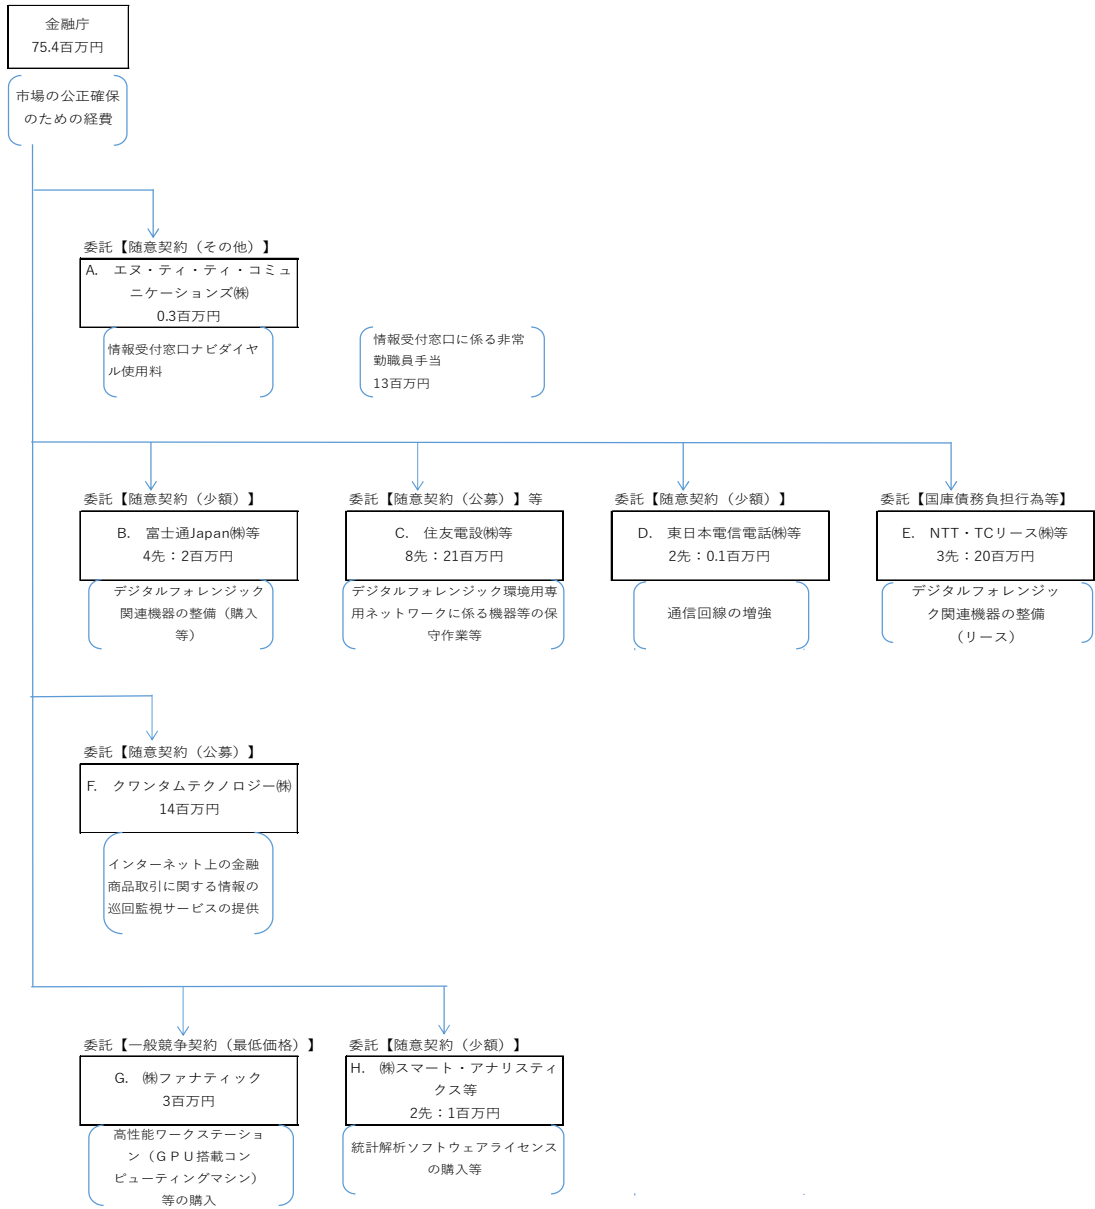 金融庁
75.4百万円
市場の公正確保
のための経費
委託【随意契約（その他）】
A.　エヌ・ティ・ティ・コミュ
ニケーションズ㈱
0.3百万円
情報受付窓口ナビダイヤ
ル使用料
情報受付窓口に係る非常
勤職員手当
13百万円
委託【随意契約（少額）】
B.　富士通Japan㈱等
4先：2百万円
デジタルフォレンジック
関連機器の整備（購入
等）
委託【随意契約（公募）】等
C.　住友電設㈱等
8先：21百万円
デジタルフォレンジック環境用専
用ネットワークに係る機器等の保
守作業等
委託【随意契約（少額）】
D.　東日本電信電話㈱等
2先：0.1百万円
通信回線の増強
委託【国庫債務負担行為等】
E.　NTT・TCリース㈱等
3先：20百万円
デジタルフォレンジッ
ク関連機器の整備
（リース）
委託【随意契約（公募）】
F.　クワンタムテクノロジー㈱
14百万円
インターネット上の金融
商品取引に関する情報の
巡回監視サービスの提供
委託【一般競争契約（最低価格）】
G.　㈱ファナティック
3百万円
高性能ワークステーショ
ン（ＧＰＵ搭載コン
ピューティングマシン）
等の購入
委託【随意契約（少額）】
H.　㈱スマート・アナリスティ
クス等
2先：1百万円
統計解析ソフトウェアライセンス
の購入等